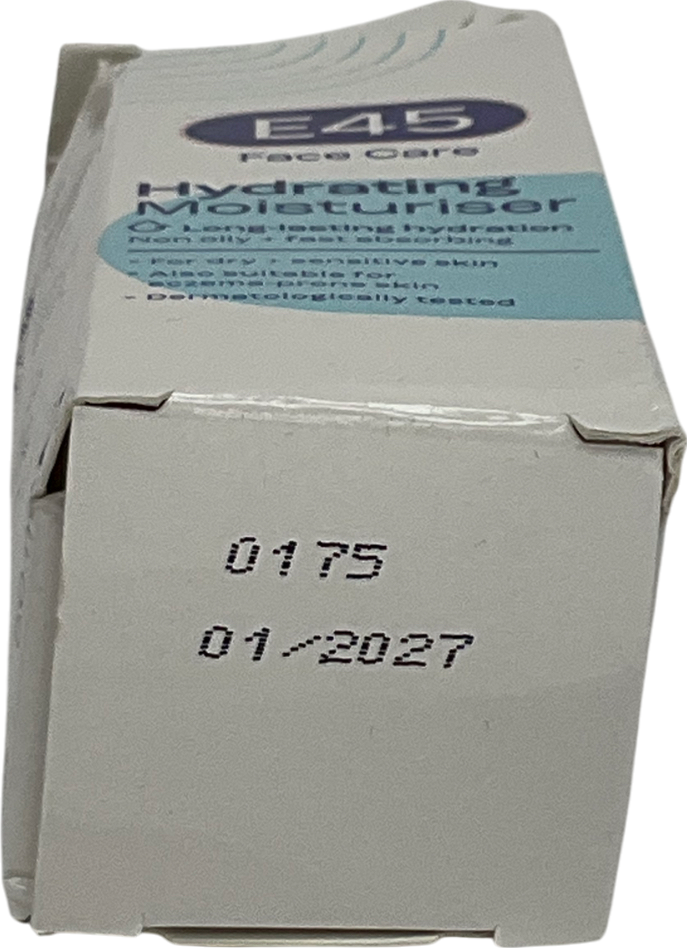 E45
Face Care
Hydrating
Moisturiser
Long-lasting hydration
Non oily + fast absorbing
- For dry + sensitive skin
- Also suitable for
eczema-prone skin
- Dermatologically tested
0175
01/2027